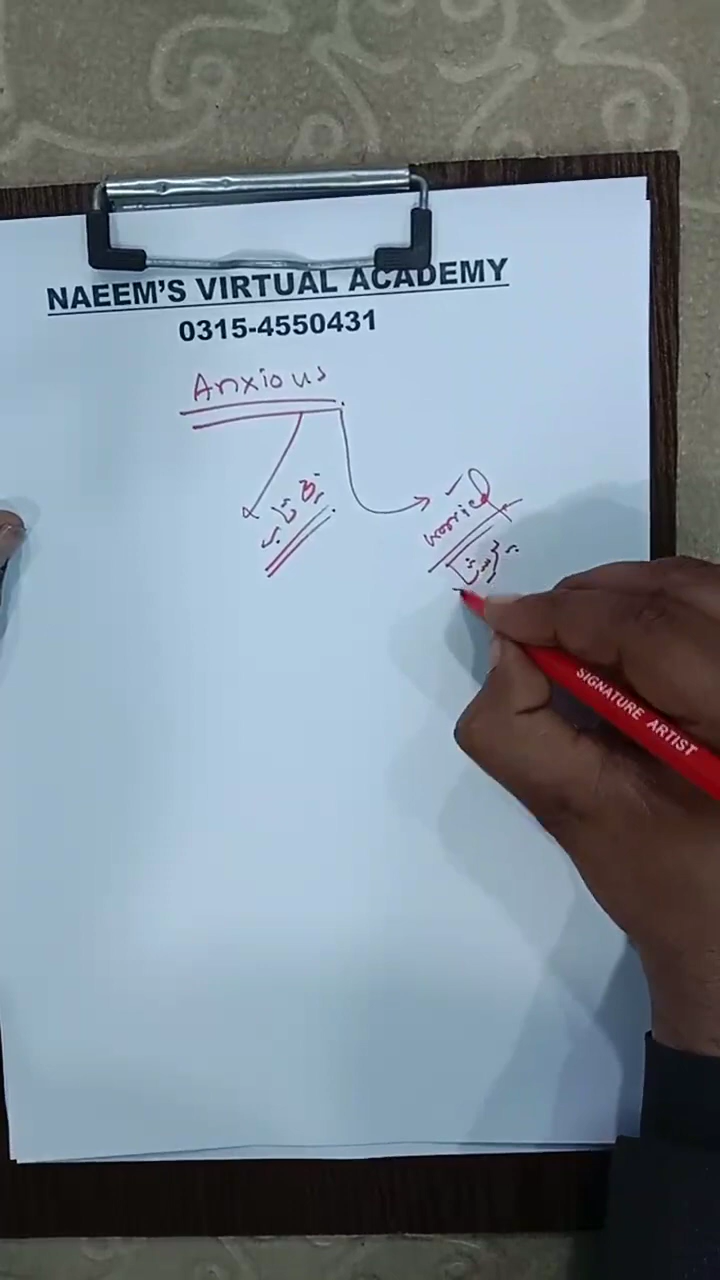 NAEEM'S VIRTUAL ACADEMY
0315-4550431
Anxious
worried
SIGNATURE ARTIST